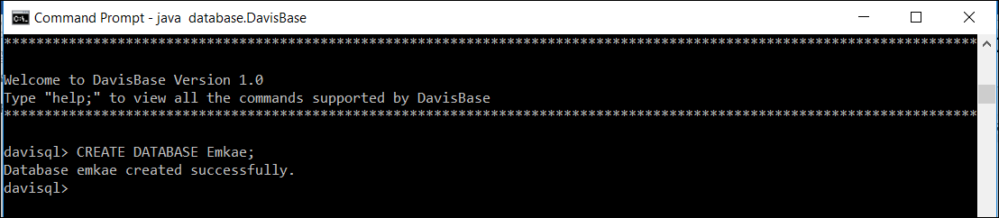 Command Prompt - java  database.DavisBase
************************************************************************************************************************
Welcome to DavisBase Version 1.0
Type "help;" to view all the commands supported by DavisBase
************************************************************************************************************************
davisql> CREATE DATABASE Emkae;
Database emkae created successfully.
davisql>